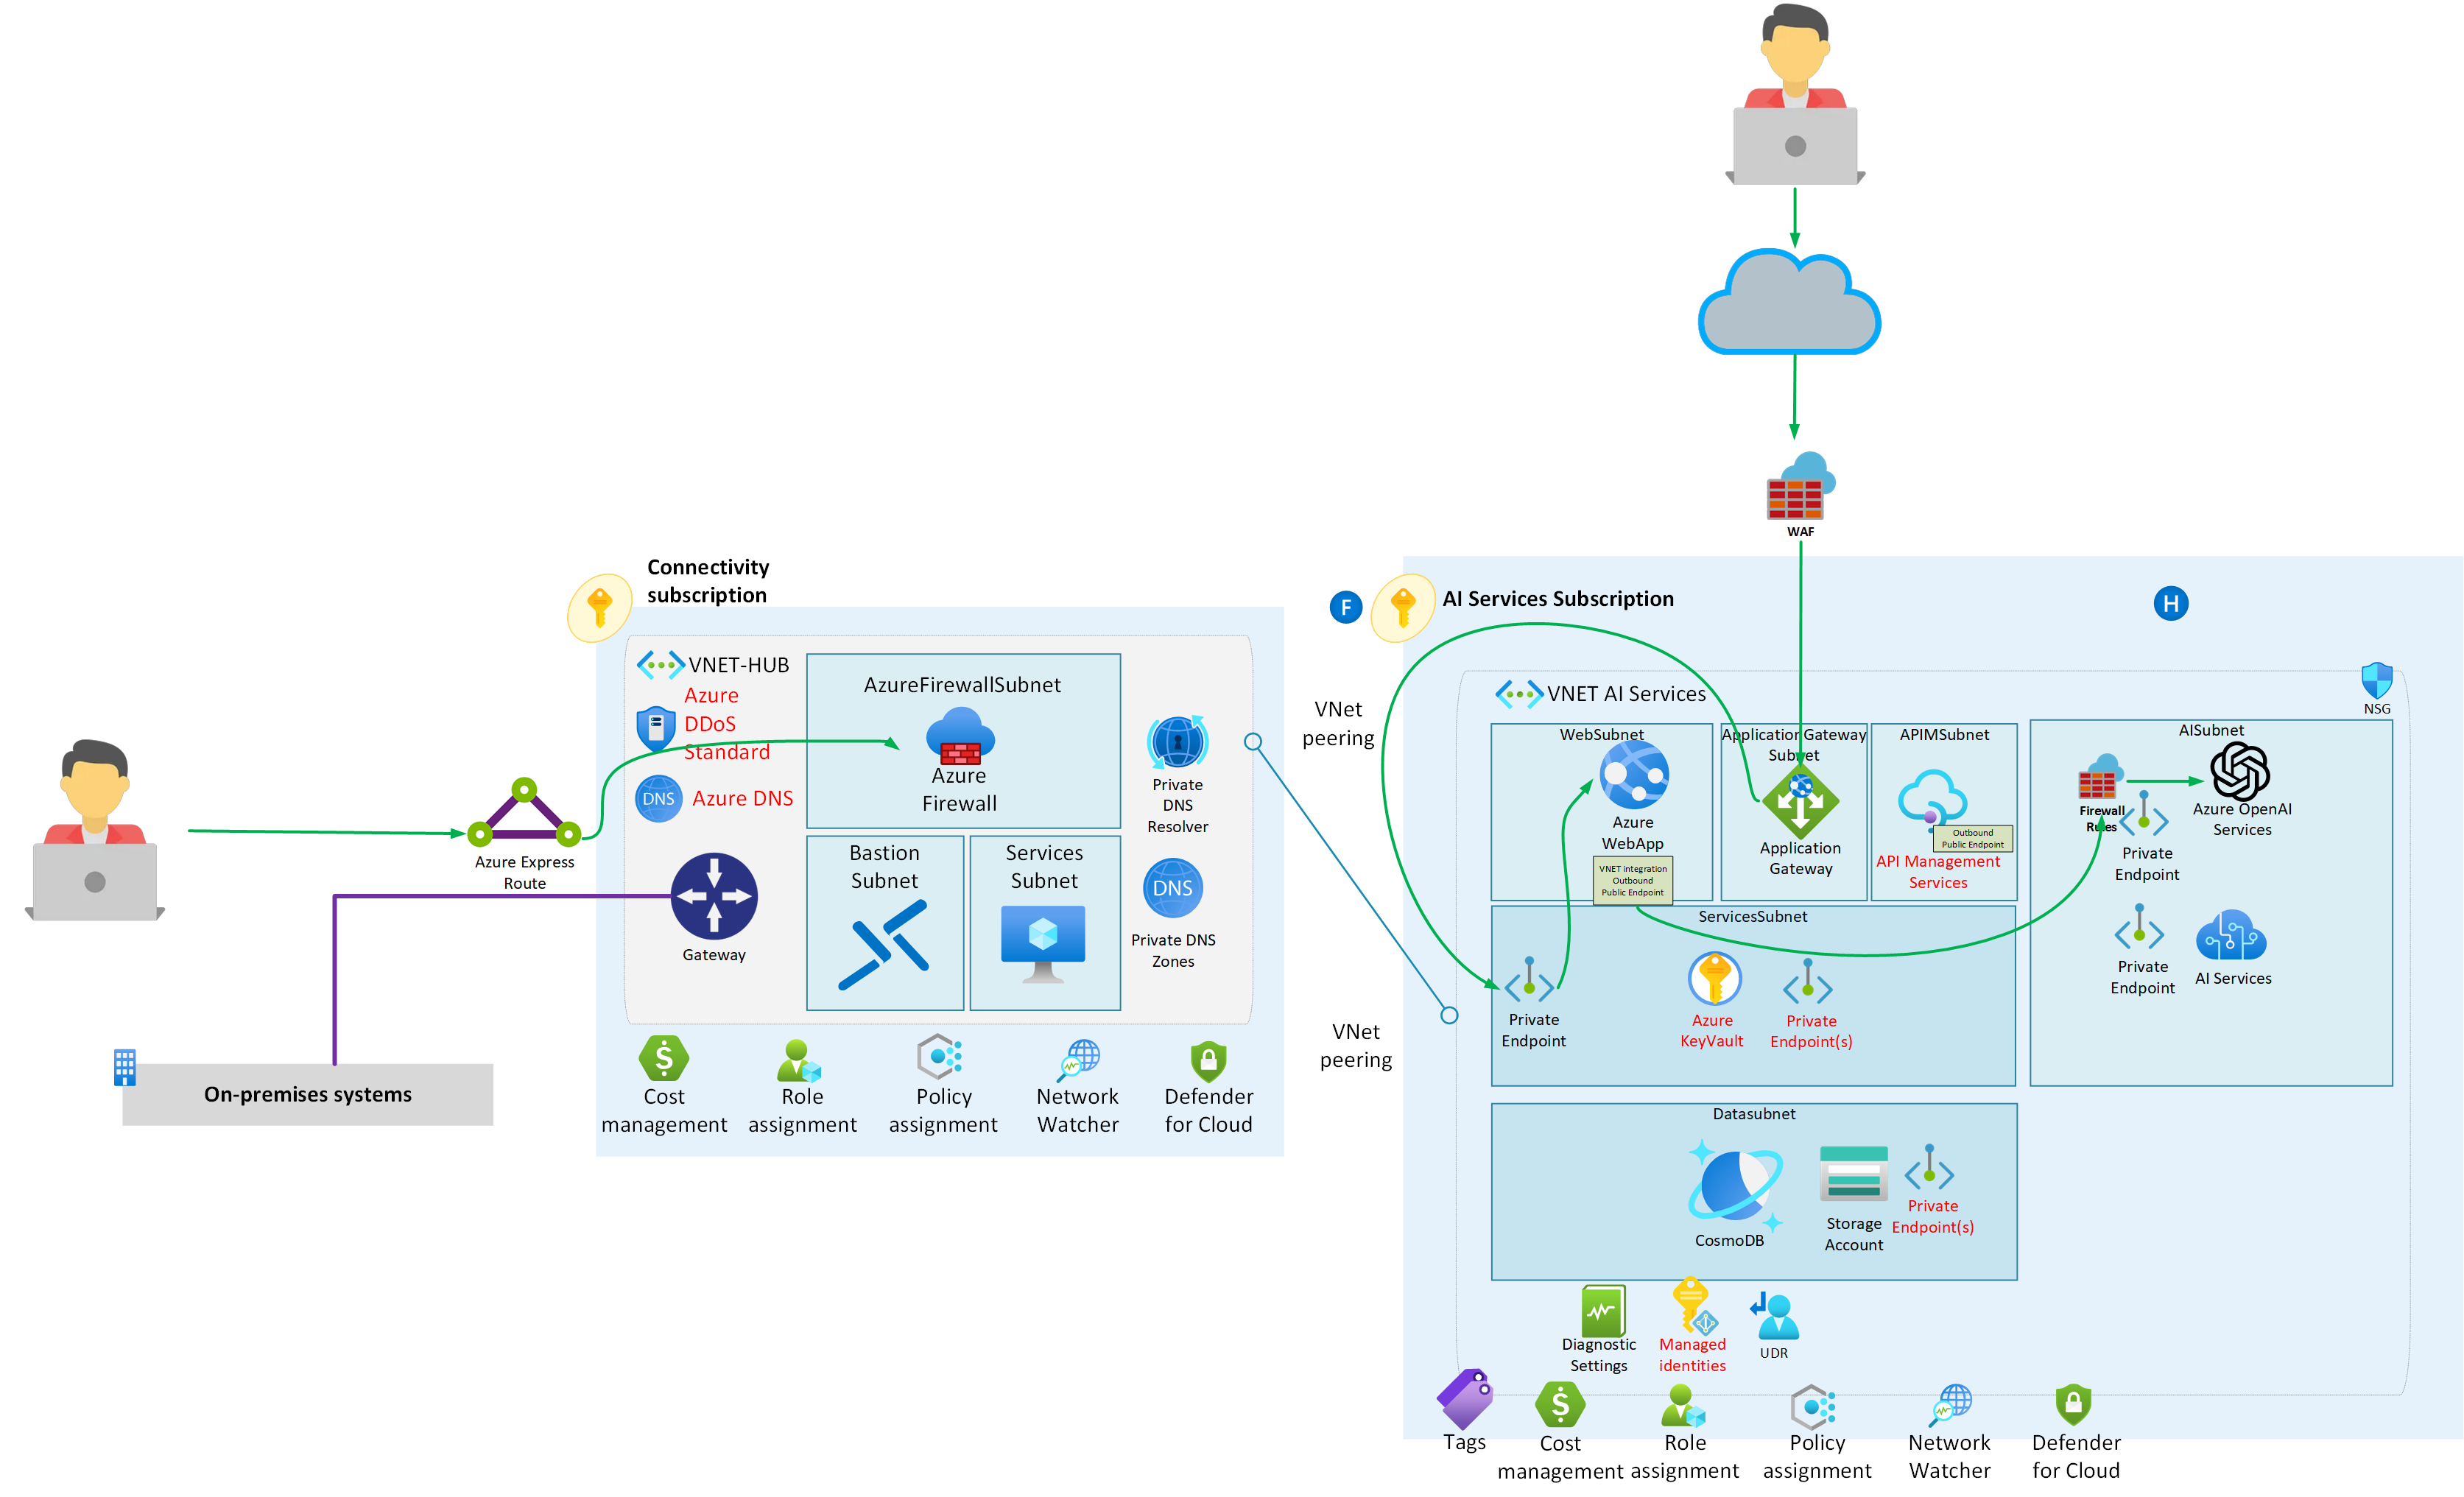 WAF
Connectivity
subscription
F
AI Services Subscription
H
VNET-HUB
Azure
DDoS
Standard
DNS
Azure DNS
Gateway
AzureFirewallSubnet
Azure
Firewall
Bastion
Subnet
Services
Subnet
Private
DNS
Resolver
DNS
Private DNS
Zones
Azure Express
Route
On-premises systems
$
Cost
management
Role
assignment
Policy
assignment
Network
Watcher
Defender
for Cloud
VNet
peering
VNet
peering
VNET AI Services
NSG
WebSubnet
Azure
WebApp
VNET integration
Outbound
Public Endpoint
Application Gateway
Subnet
Application
Gateway
APIMSubnet
Outbound
Public Endpoint
API Management
Services
AISubnet
Firewall
Rules
Private
Endpoint
Azure OpenAI
Services
Private
Endpoint
AI Services
ServicesSubnet
Private
Endpoint
Azure
KeyVault
Private
Endpoint(s)
Datasubnet
CosmoDB
Storage
Account
Private
Endpoint(s)
Diagnostic
Settings
Managed
identities
UDR
Tags
$
Cost
management
Role
assignment
Policy
assignment
Network
Watcher
Defender
for Cloud